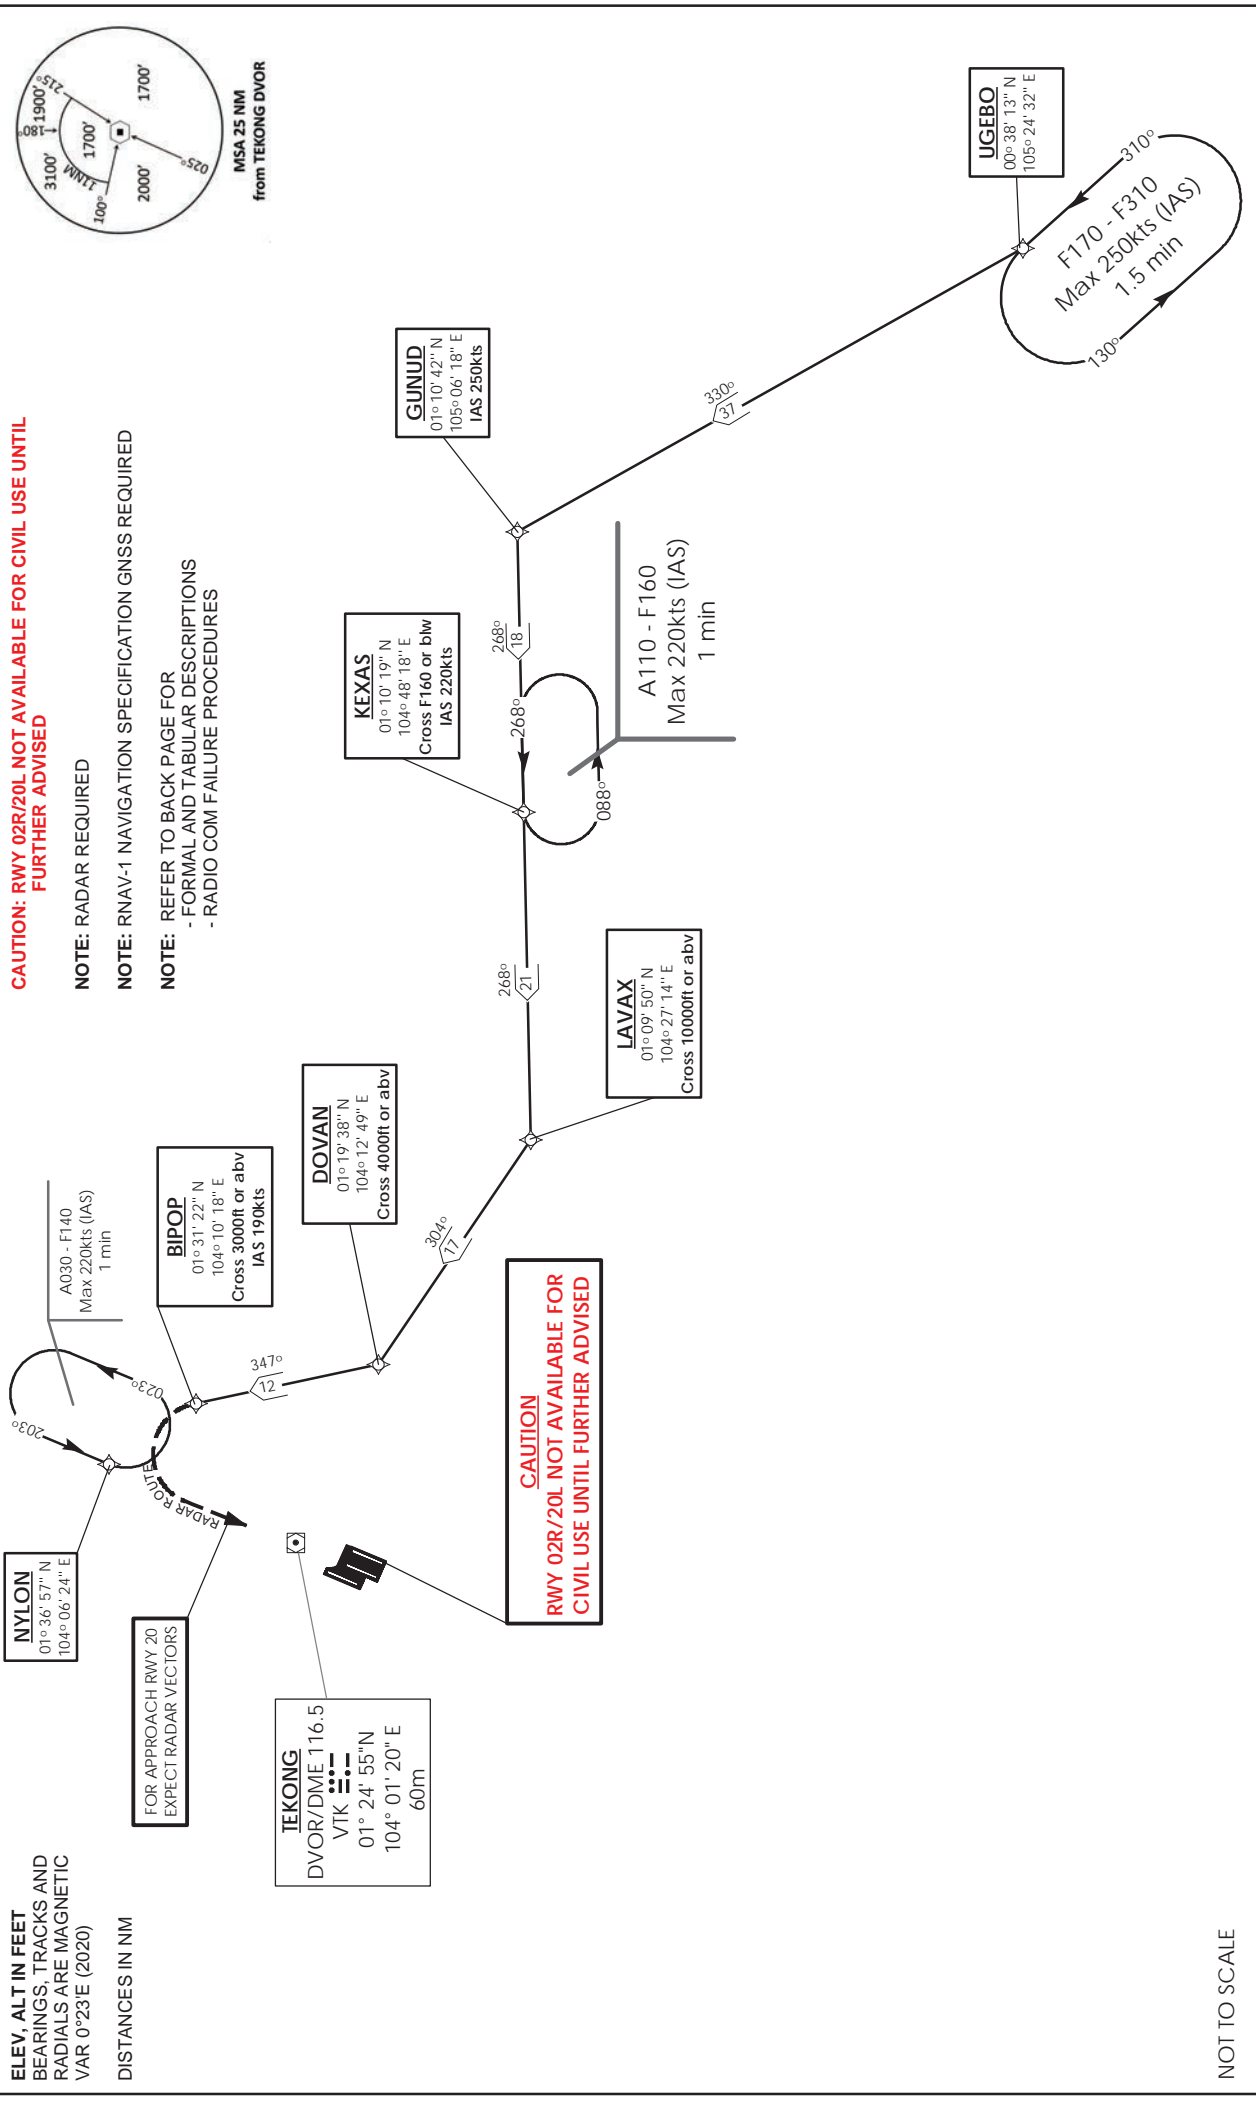 ELEV, ALT IN FEET
BEARINGS, TRACKS AND
RADIALS ARE MAGNETIC
VAR 0°23'E (2020)
DISTANCES IN NM
CAUTION: RWY 02R/20L NOT AVAILABLE FOR CIVIL USE UNTIL
FURTHER ADVISED
NOTE: RADAR REQUIRED
NOTE: RNAV-1 NAVIGATION SPECIFICATION GNSS REQUIRED
NOTE: REFER TO BACK PAGE FOR
- FORMAL AND TABULAR DESCRIPTIONS
- RADIO COM FAILURE PROCEDURES
3100'
180°
1900'
215°
11NM
1700'
1700'
100°
2000'
025°
MSA 25 NM
from TEKONG DVOR
NYLON
01° 36' 57" N
104° 06' 24" E
203°
023°
A030 - F140
Max 220kts (IAS)
1 min
FOR APPROACH RWY 20
EXPECT RADAR VECTORS
RADAR ROUTE
BIPOP
01° 31' 22" N
104° 10' 18" E
Cross 3000ft or abv
IAS 190kts
347°
12
TEKONG
DVOR/DME 116.5
VTK
01° 24' 55"N
104° 01' 20" E
60m
DOVAN
01° 19' 38" N
104° 12' 49" E
Cross 4000ft or abv
304°
17
CAUTION
RWY 02R/20L NOT AVAILABLE FOR
CIVIL USE UNTIL FURTHER ADVISED
LAVAX
01° 09' 50" N
104° 27' 14" E
Cross 10000ft or abv
268°
21
KEXAS
01° 10' 19" N
104° 48' 18" E
Cross F160 or blw
IAS 220kts
268°
18
268°
088°
A110 - F160
Max 220kts (IAS)
1 min
GUNUD
01° 10' 42" N
105° 06' 18" E
IAS 250kts
330°
37
UGEBO
00° 38' 13" N
105° 24' 32" E
310°
130°
F170 - F310
Max 250kts (IAS)
1.5 min
NOT TO SCALE